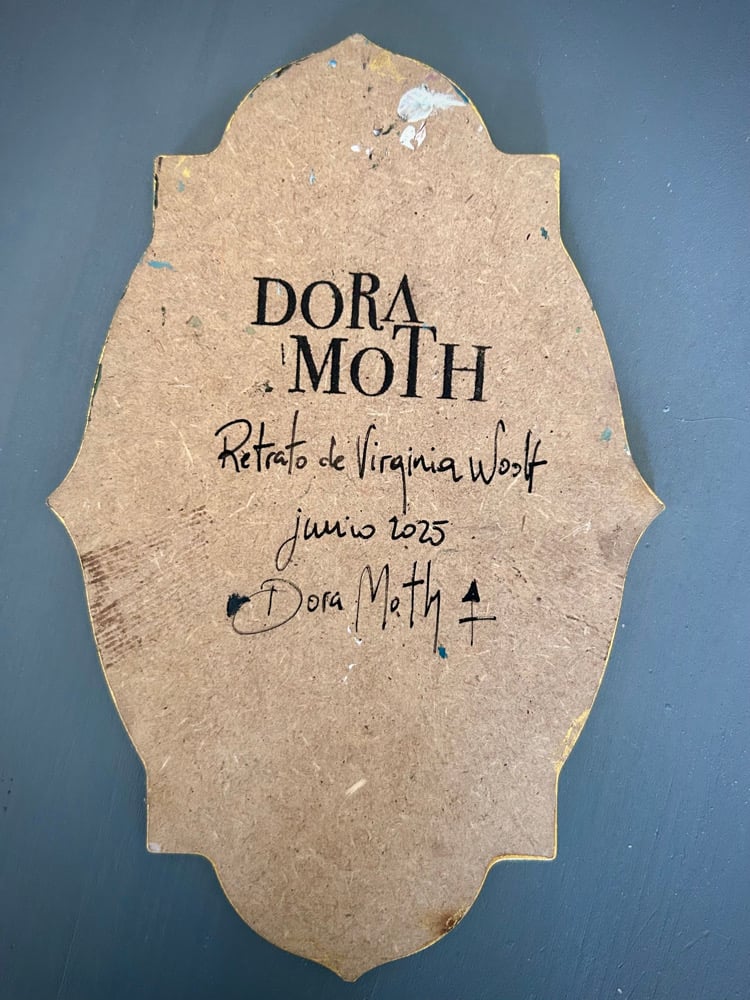 DORA
MOTH
Retrato de Virginia Woolf
junio 2025
Dora Moth